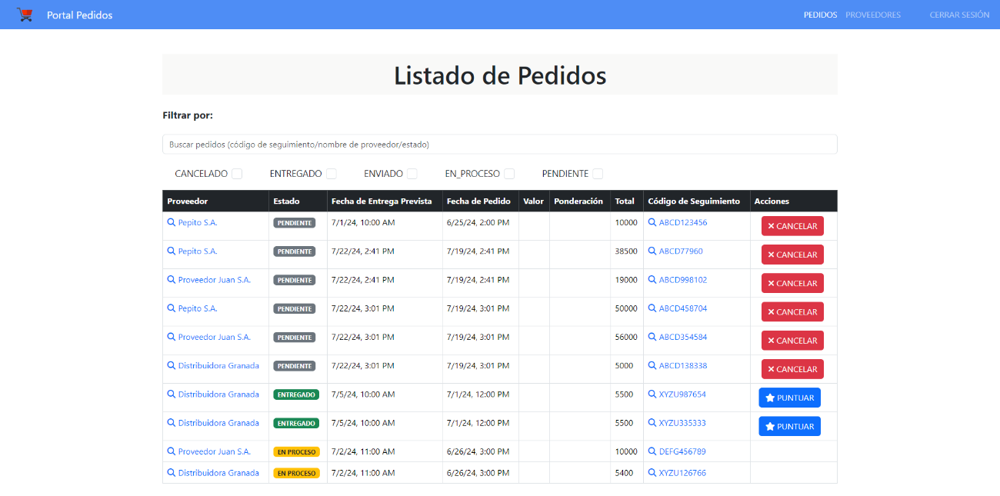 Portal Pedidos PEDIDOS PROVEEDORES CERRAR SESIÓN
Listado de Pedidos
Filtrar por:
Buscar pedidos (código de seguimiento/nombre de proveedor/estado)
CANCELADO ENTREGADO ENVIADO EN_PROCESO PENDIENTE
Proveedor Estado Fecha de Entrega Prevista Fecha de Pedido Valor Ponderación Total Código de Seguimiento Acciones
Pepito S.A. PENDIENTE 7/1/24, 10:00 AM 6/25/24, 2:00 PM 10000 ABCD123456 CANCELAR
Pepito S.A. PENDIENTE 7/22/24, 2:41 PM 7/19/24, 2:41 PM 38500 ABCD77960 CANCELAR
Proveedor Juan S.A. PENDIENTE 7/22/24, 2:41 PM 7/19/24, 2:41 PM 19000 ABCD998102 CANCELAR
Pepito S.A. PENDIENTE 7/22/24, 3:01 PM 7/19/24, 3:01 PM 50000 ABCD458704 CANCELAR
Proveedor Juan S.A. PENDIENTE 7/22/24, 3:01 PM 7/19/24, 3:01 PM 56000 ABCD354584 CANCELAR
Distribuidora Granada PENDIENTE 7/22/24, 3:01 PM 7/19/24, 3:01 PM 5000 ABCD138338 CANCELAR
Distribuidora Granada ENTREGADO 7/5/24, 10:00 AM 7/1/24, 12:00 PM 5500 XYZU987654 PUNTUAR
Distribuidora Granada ENTREGADO 7/5/24, 10:00 AM 7/1/24, 12:00 PM 5500 XYZU335333 PUNTUAR
Proveedor Juan S.A. EN PROCESO 7/2/24, 11:00 AM 6/26/24, 3:00 PM 10000 DEFG456789
Distribuidora Granada EN PROCESO 7/2/24, 11:00 AM 6/26/24, 3:00 PM 5400 XYZU126766